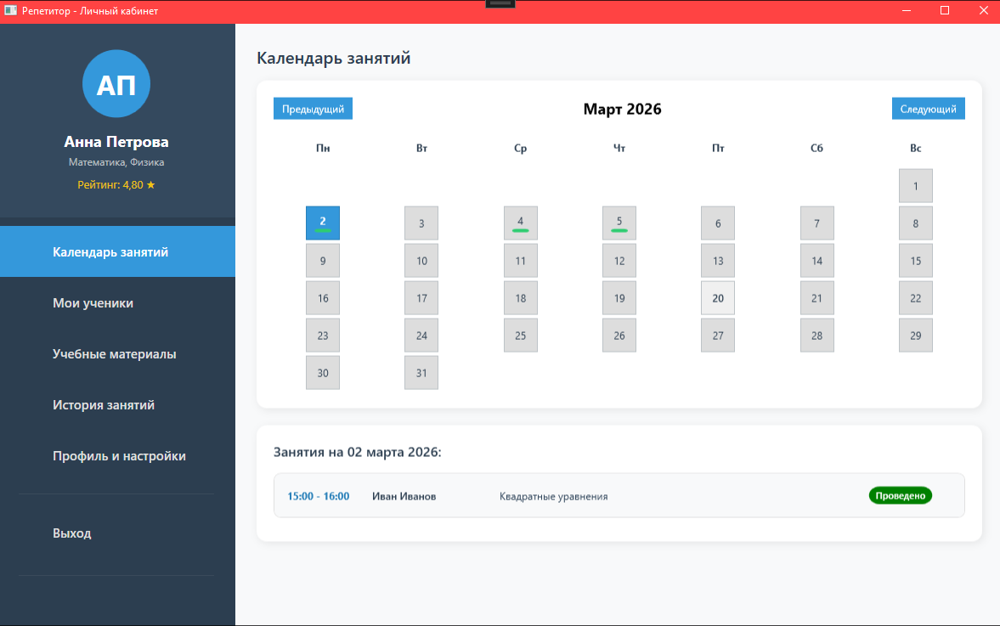 Репетитор - Личный кабинет
АП
Анна Петрова
Математика, Физика
Рейтинг: 4,80 ★
Календарь занятий
Мои ученики
Учебные материалы
История занятий
Профиль и настройки
Выход
Календарь занятий
Предыдущий Март 2026 Следующий
Пн Вт Ср Чт Пт Сб Вс
1
2 3 4 5 6 7 8
9 10 11 12 13 14 15
16 17 18 19 20 21 22
23 24 25 26 27 28 29
30 31
Занятия на 02 марта 2026:
15:00 - 16:00 Иван Иванов Квадратные уравнения Проведено